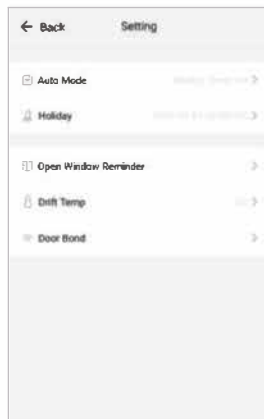 ← Back Setting
Auto Mode
Holiday
Open Window Reminder
Drift Temp
Door Bond